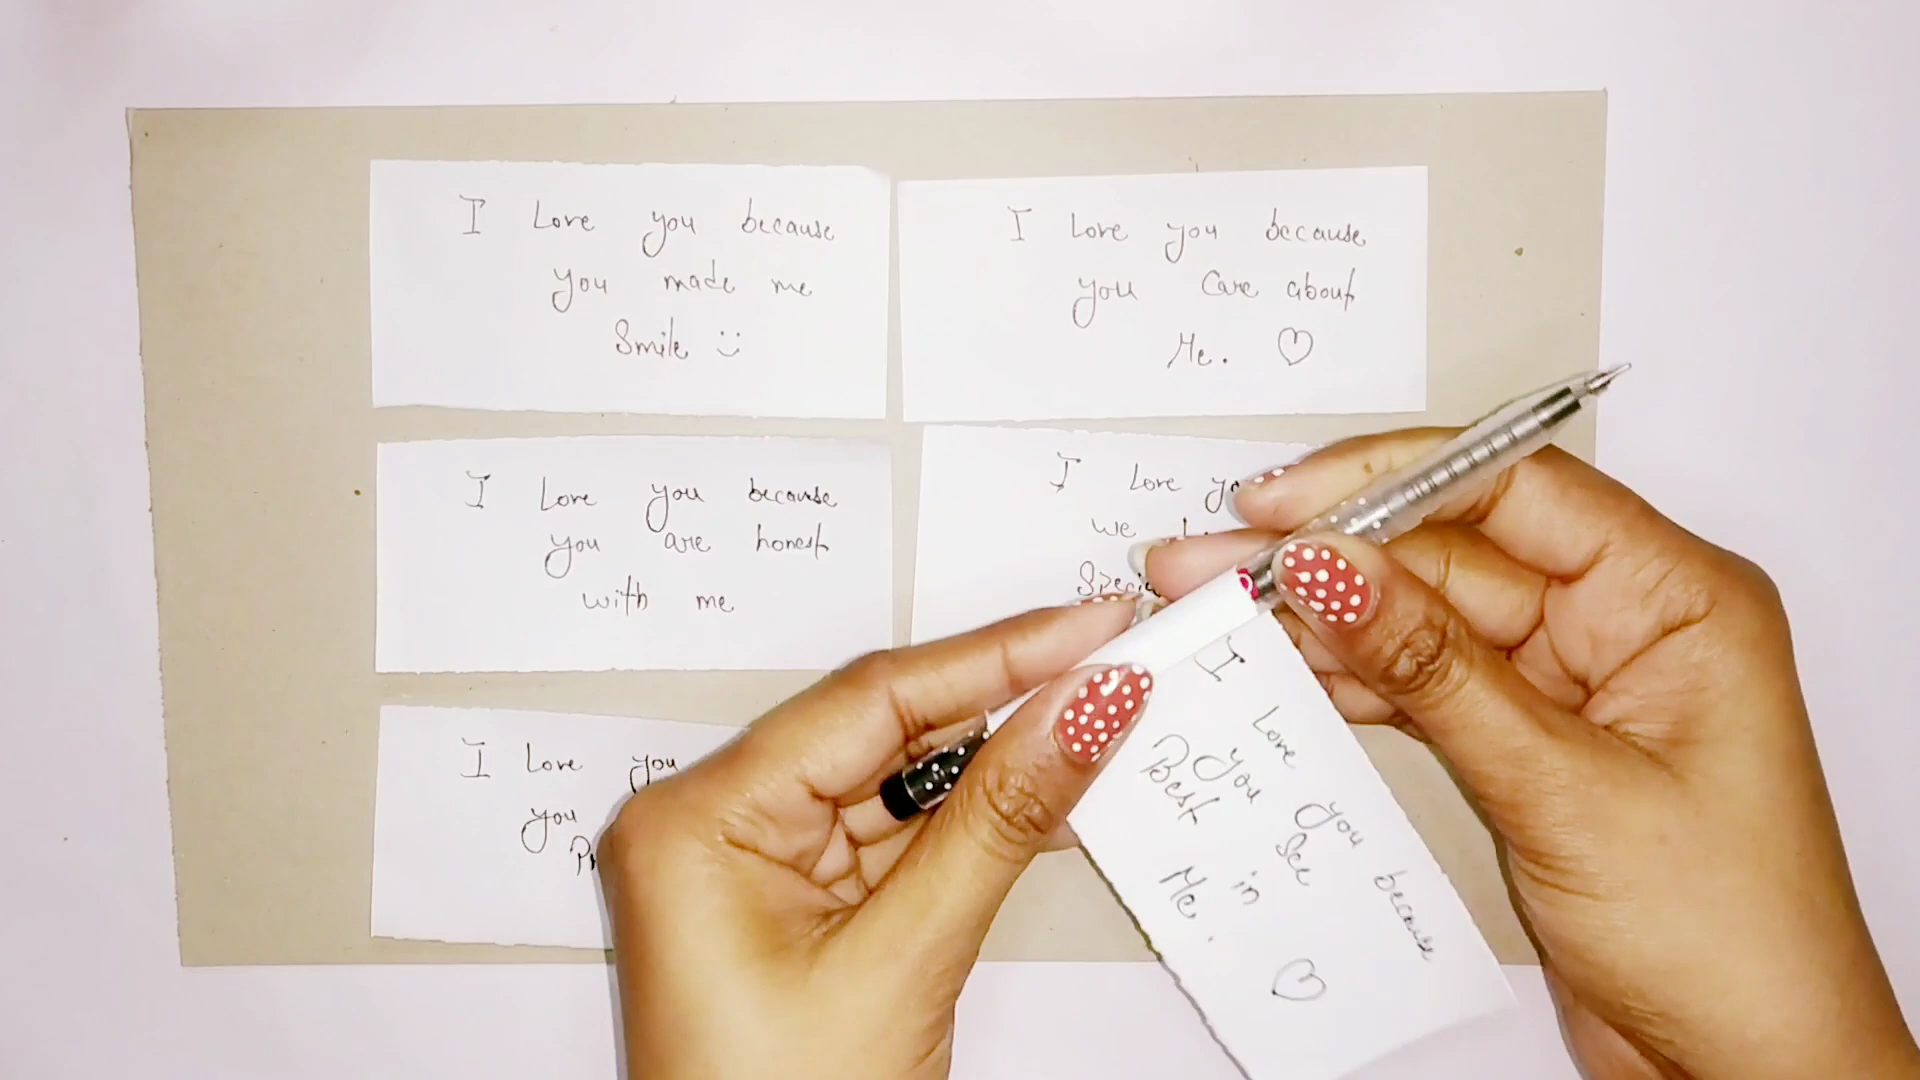 I Love you because
you made me
Smile
I Love you because
you care about
Me.
I Love you because
you are honest
with me
I Love
we
I Love you
you
I
Love you because
you see
Best in
Me.